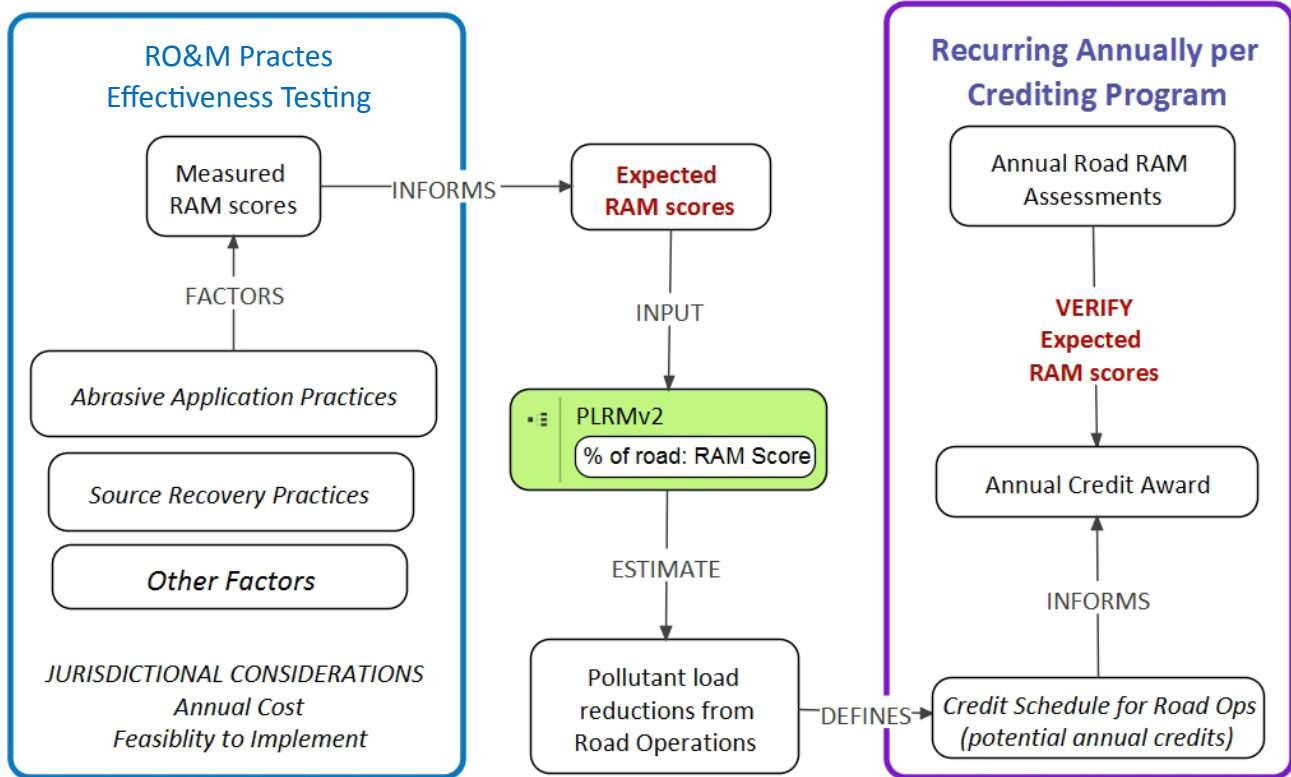 RO&M Practes
Effectiveness Testing
Measured
RAM scores
FACTORS
Abrasive Application Practices
Source Recovery Practices
Other Factors
JURISDICTIONAL CONSIDERATIONS
Annual Cost
Feasiblity to Implement
INFORMS
Expected
RAM scores
INPUT
PLRMv2
% of road: RAM Score
ESTIMATE
Pollutant load
reductions from
Road Operations
DEFINES
Recurring Annually per
Crediting Program
Annual Road RAM
Assessments
VERIFY
Expected
RAM scores
Annual Credit Award
INFORMS
Credit Schedule for Road Ops
(potential annual credits)